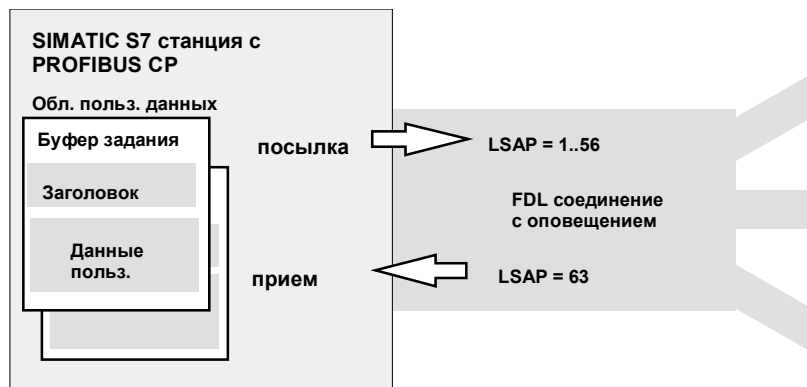 SIMATIC S7 станция с
PROFIBUS CP
Обл. польз. данных
Буфер задания
Заголовок
Данные
польз.
посылка
прием
LSAP = 1..56
FDL соединение
с оповещением
LSAP = 63